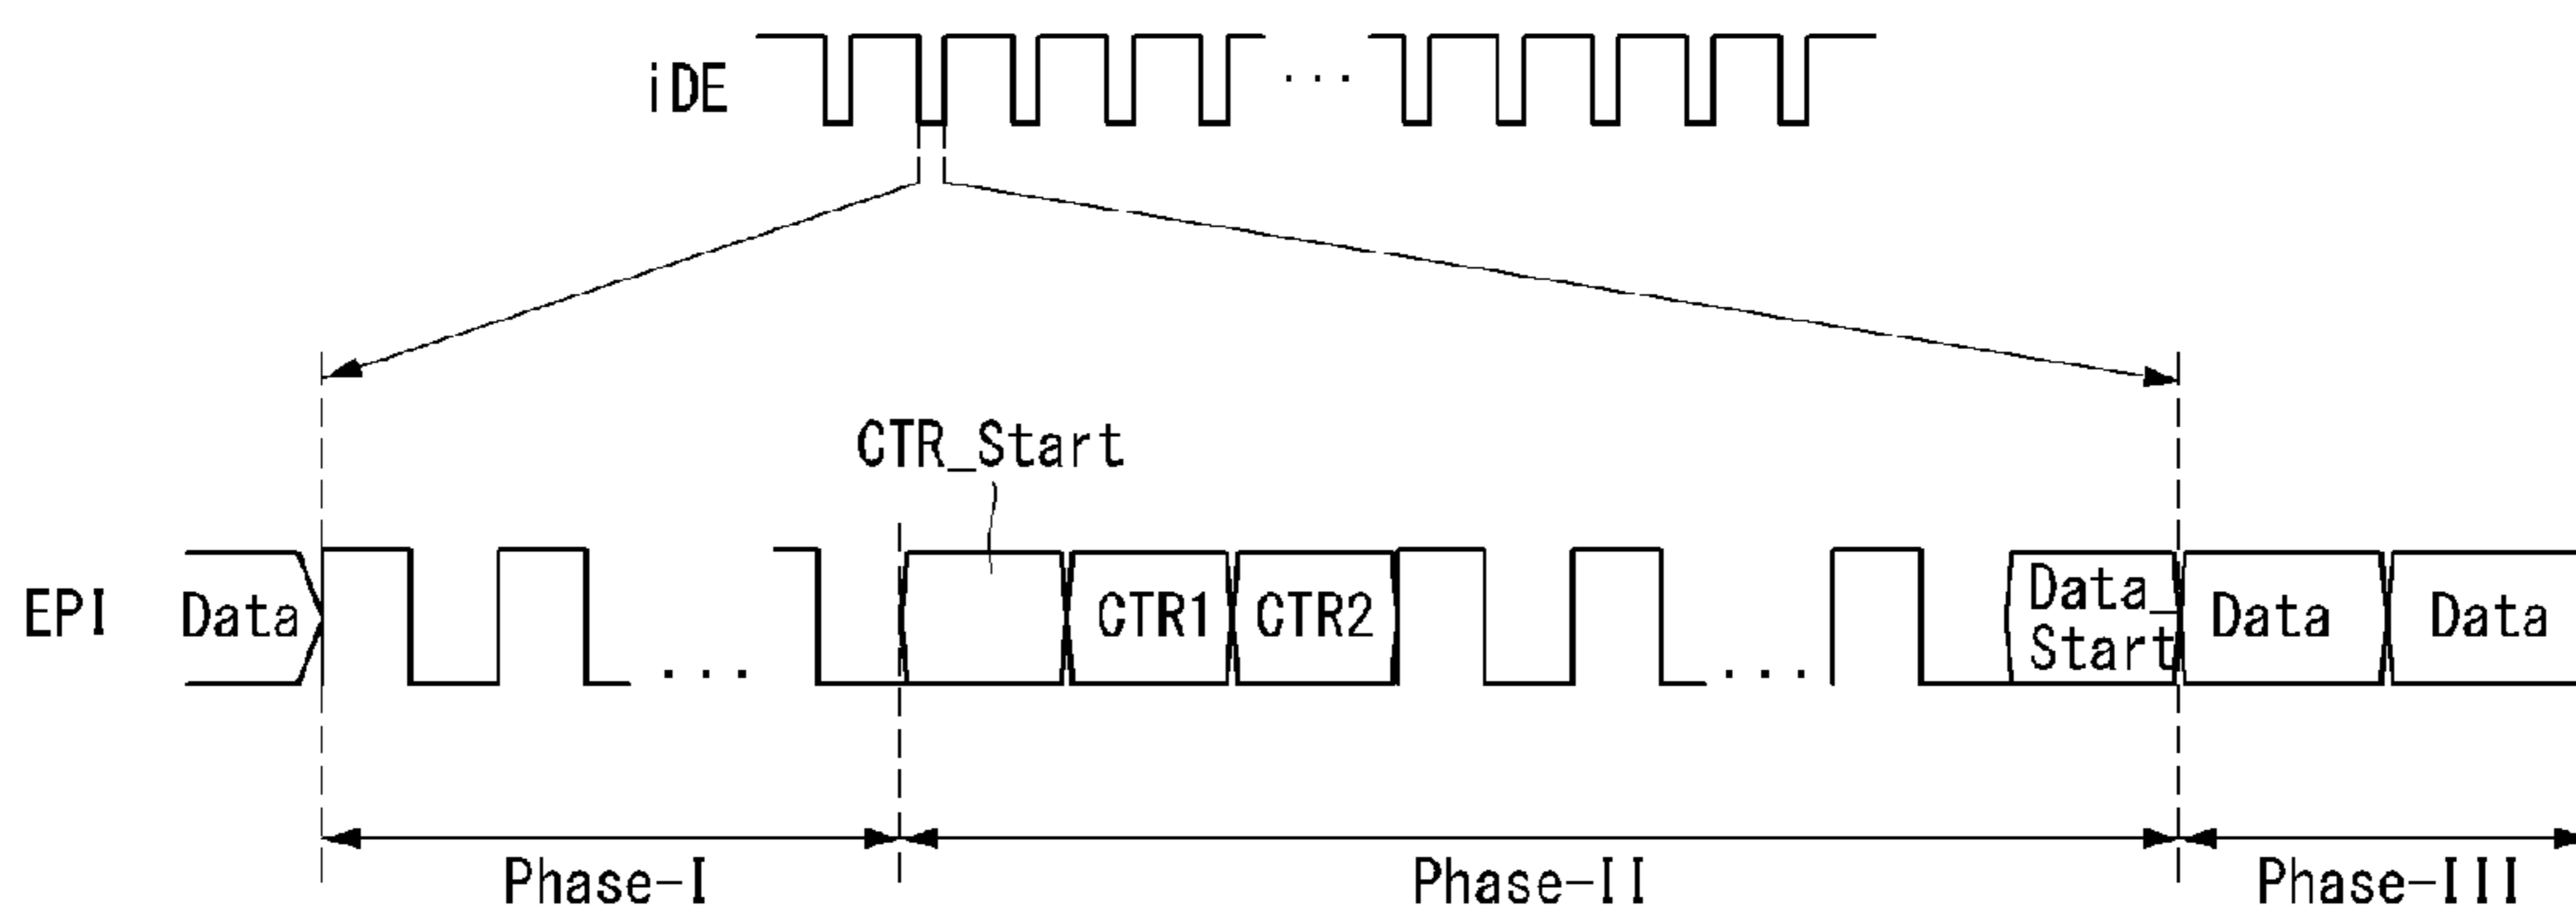 iDE
...
CTR_Start
EPI Data ... CTR1 CTR2 ... Data_ Data Data
Start
Phase-I Phase-II Phase-III